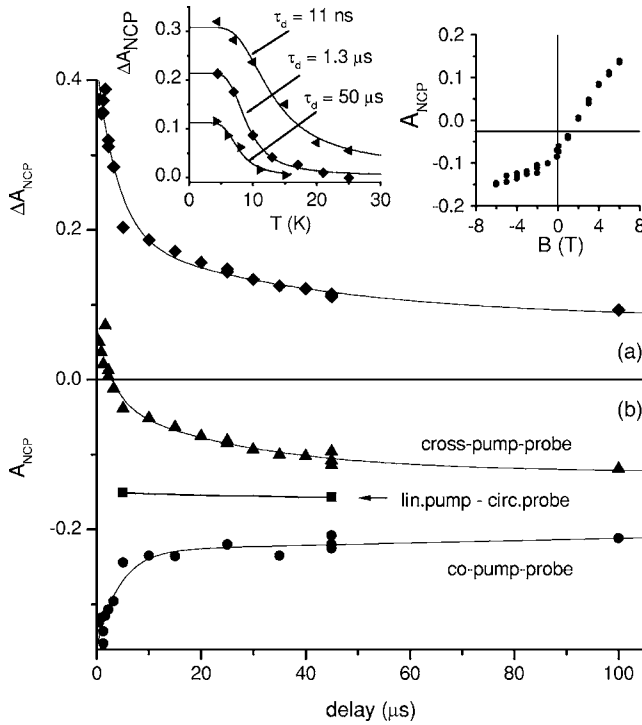 ΔA_NCP
0.3
0.2
0.1
0.0
0 10 20 30
T (K)
τ_d = 11 ns
τ_d = 1.3 μs
τ_d = 50 μs
A_NCP
0.2
0.1
0.0
-0.1
-0.2
-8 -4 0 4 8
B (T)
0.4
ΔA_NCP
0.2
(a)
0.0
(b)
A_NCP
cross-pump-probe
lin.pump - circ.probe
-0.2
co-pump-probe
0 20 40 60 80 100
delay (μs)